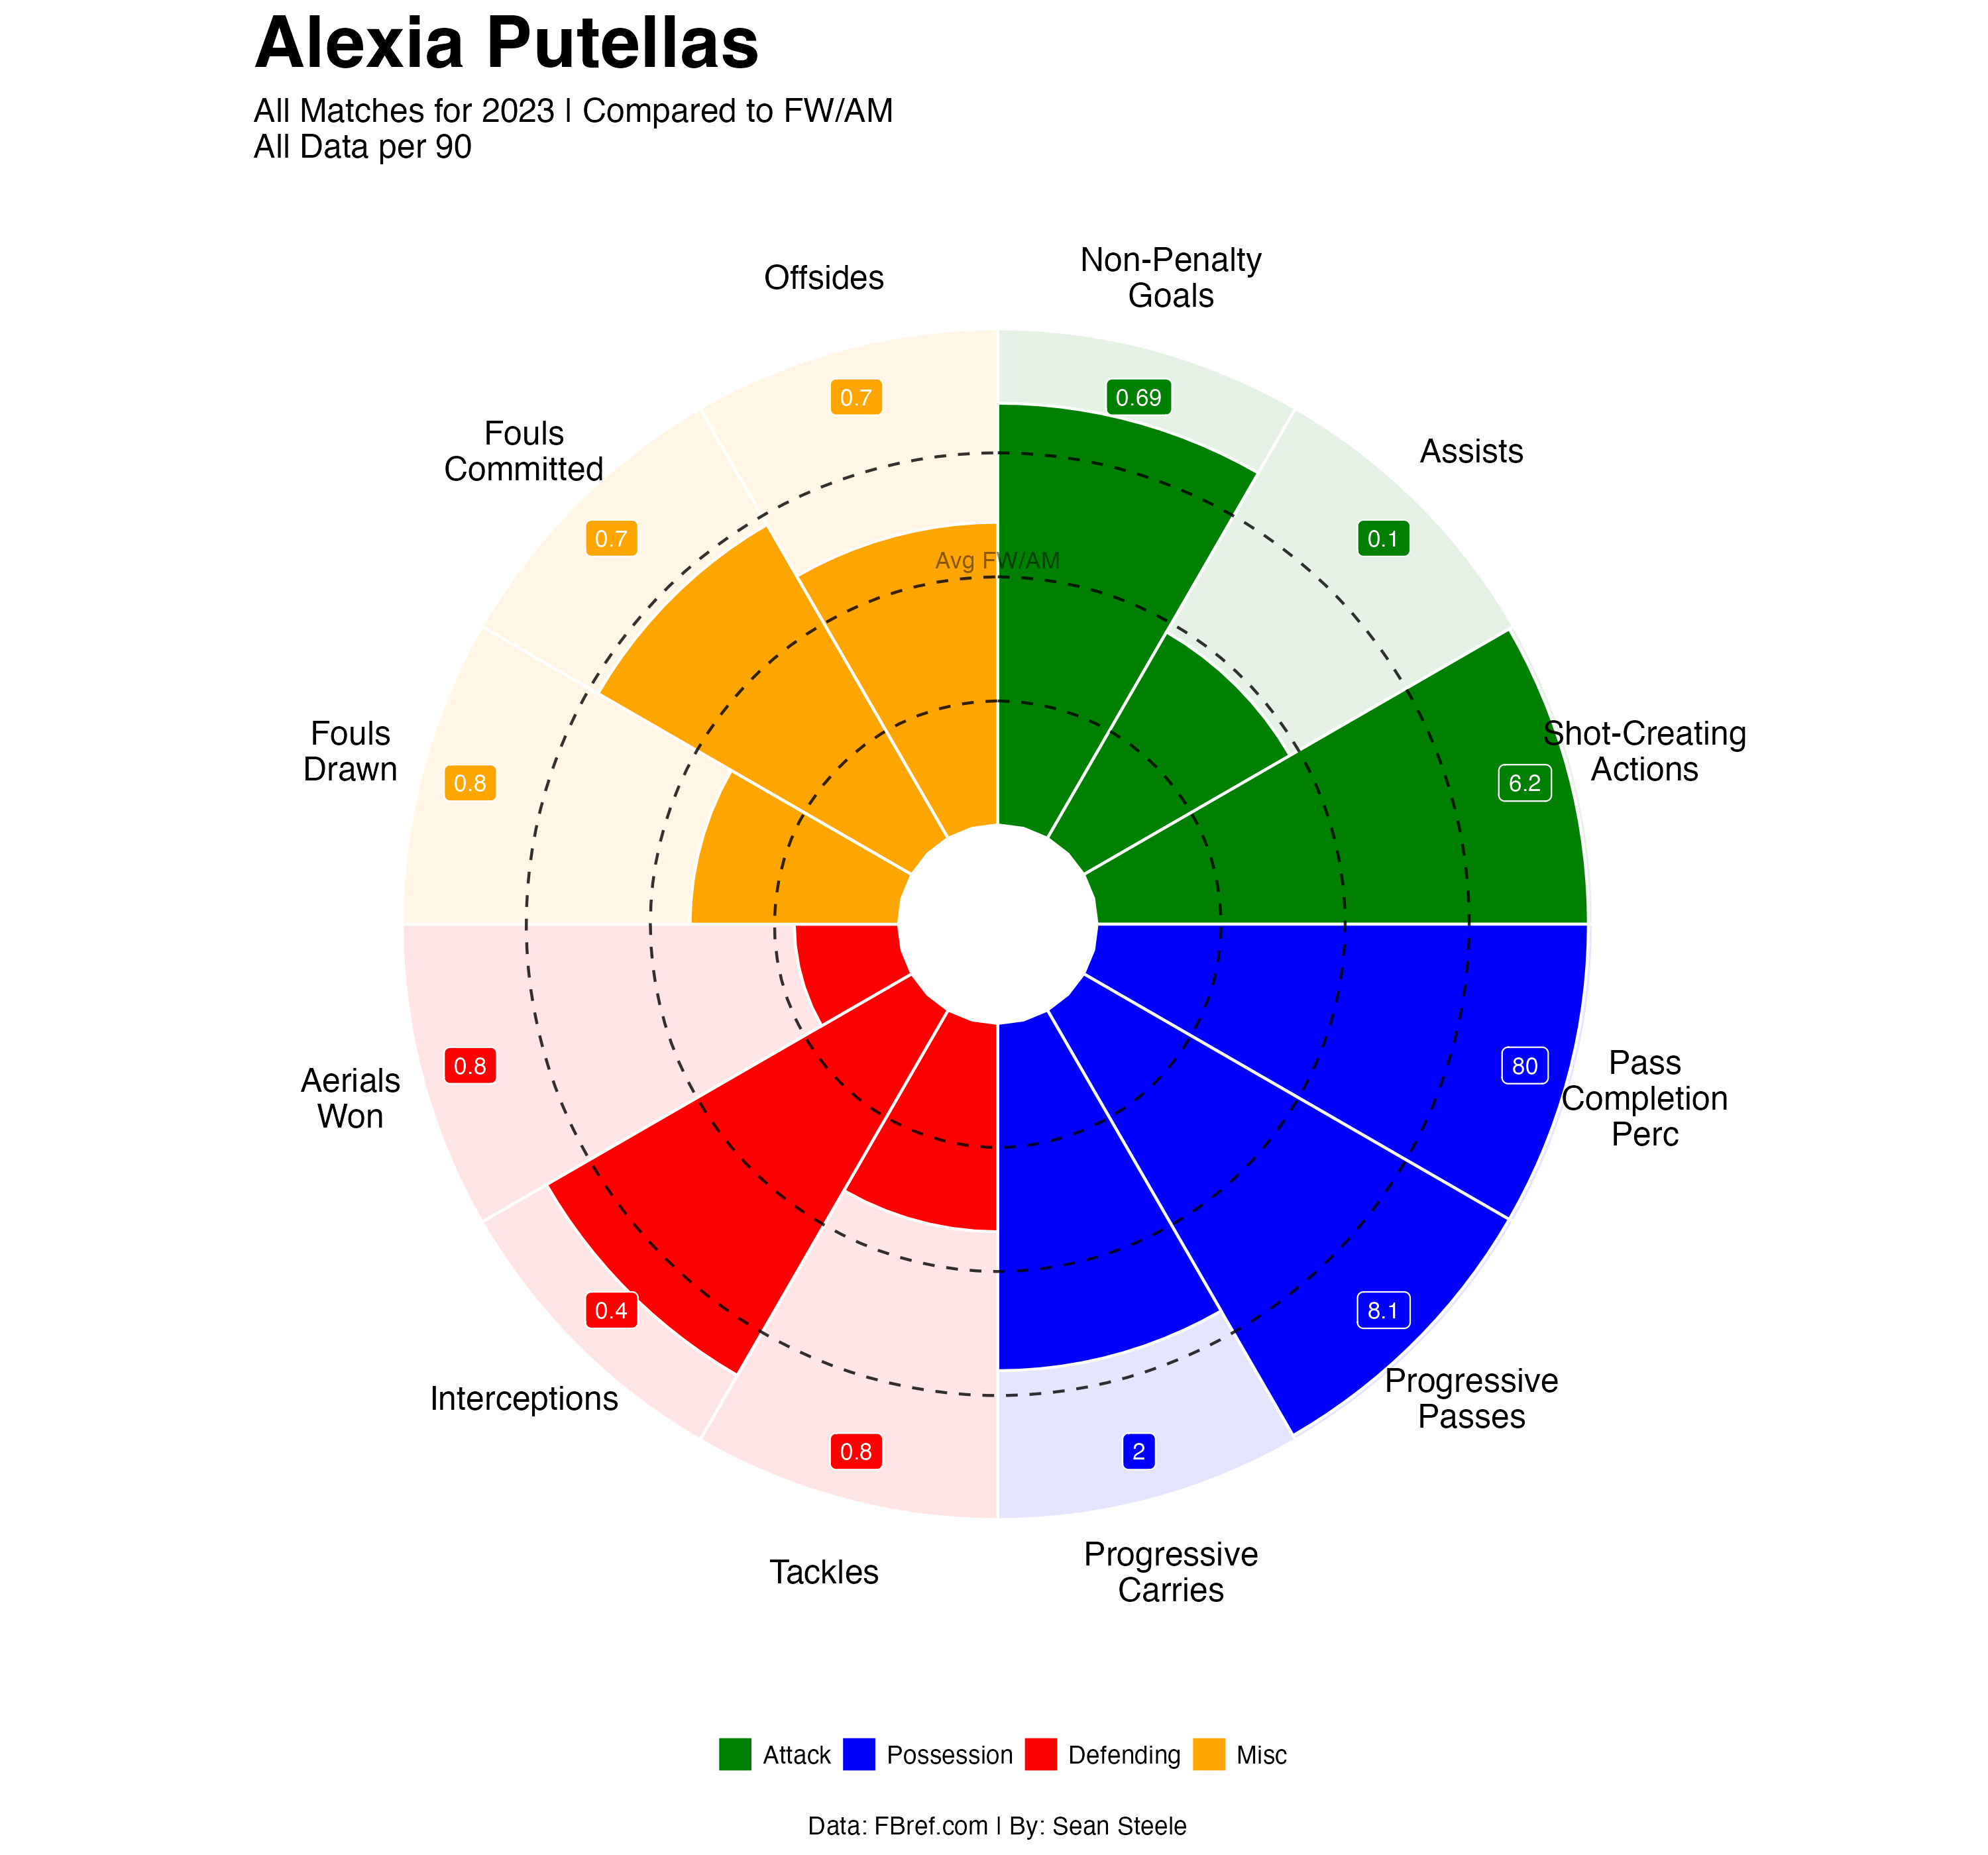 Alexia Putellas
All Matches for 2023 | Compared to FW/AM
All Data per 90
Non-Penalty
Goals
0.69
Assists
0.1
Shot-Creating
Actions
6.2
Pass
Completion
Perc
80
Progressive
Passes
8.1
Progressive
Carries
2
Tackles
0.8
Interceptions
0.4
Aerials
Won
0.8
Fouls
Drawn
0.8
Fouls
Committed
0.7
Offsides
0.7
Avg FW/AM
Attack Possession Defending Misc
Data: FBref.com | By: Sean Steele